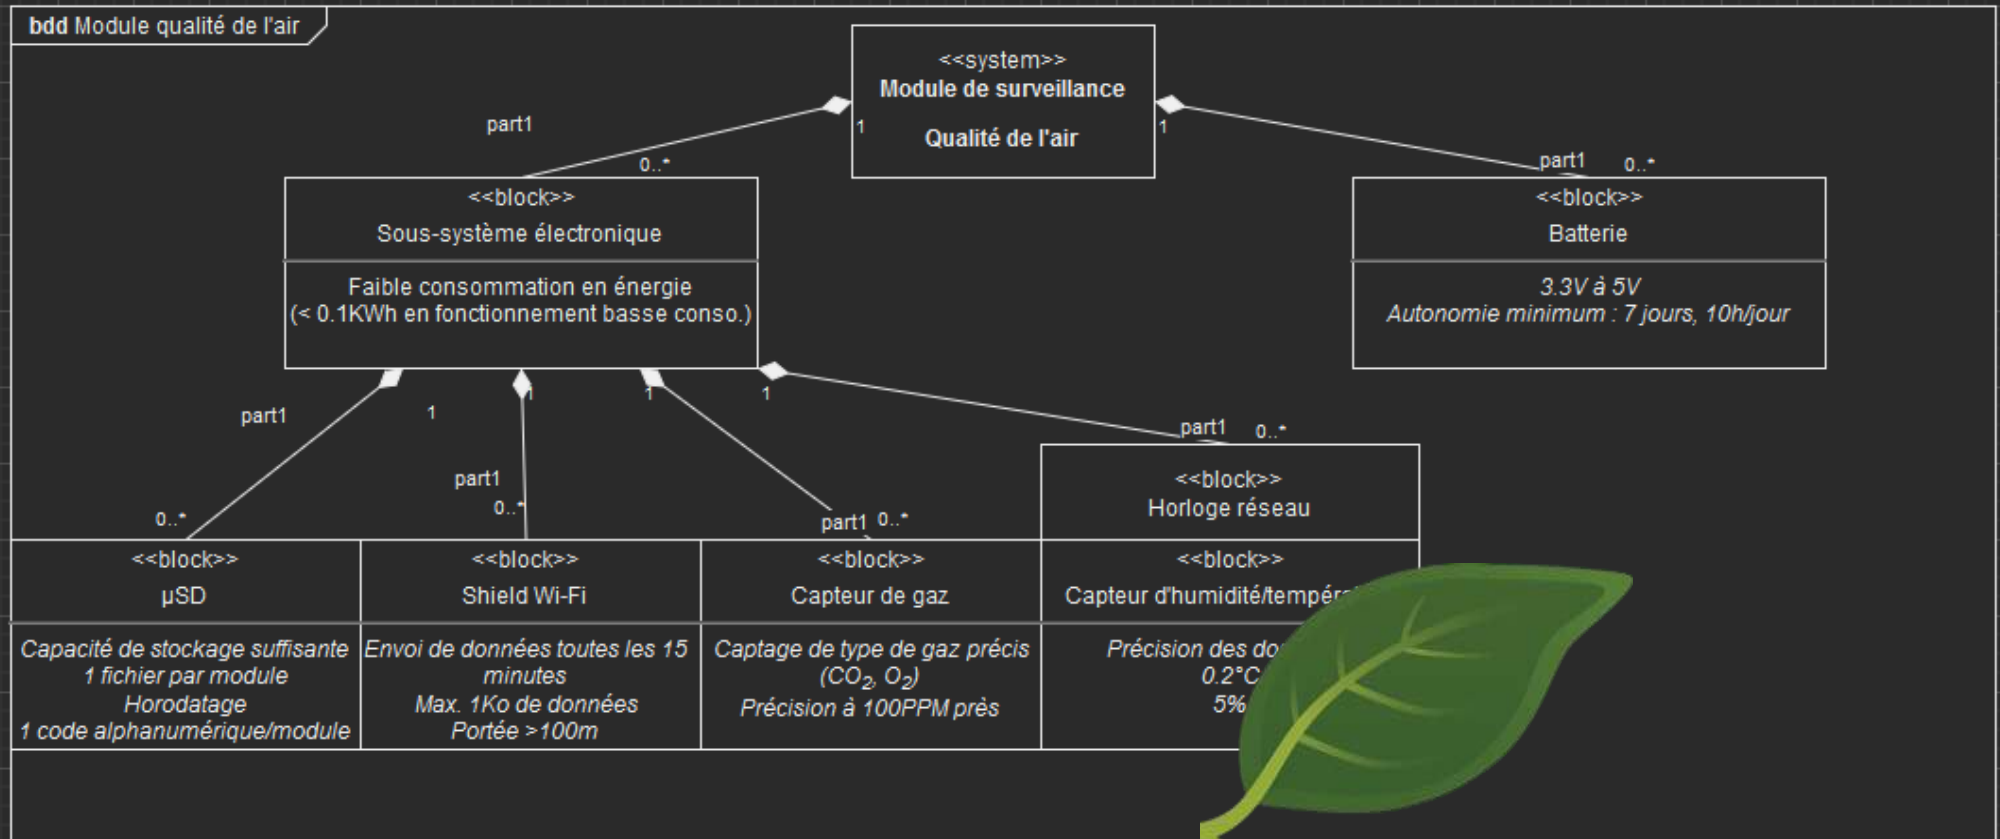 bdd Module qualité de l'air
<<system>>
Module de surveillance
Qualité de l'air
1
1
part1
0..*
part1
0..*
<<block>>
Sous-système électronique
Faible consommation en énergie
(< 0.1KWh en fonctionnement basse conso.)
<<block>>
Batterie
3.3V à 5V
Autonomie minimum : 7 jours, 10h/jour
1
1
1
1
part1
0..*
part1
0..*
part1
0..*
part1
0..*
<<block>>
Horloge réseau
<<block>>
µSD
Capacité de stockage suffisante
1 fichier par module
Horodatage
1 code alphanumérique/module
<<block>>
Shield Wi-Fi
Envoi de données toutes les 15
minutes
Max. 1Ko de données
Portée >100m
<<block>>
Capteur de gaz
Captage de type de gaz précis
(CO₂, O₂)
Précision à 100PPM près
<<block>>
Capteur
Précision des
0.2°C
5%